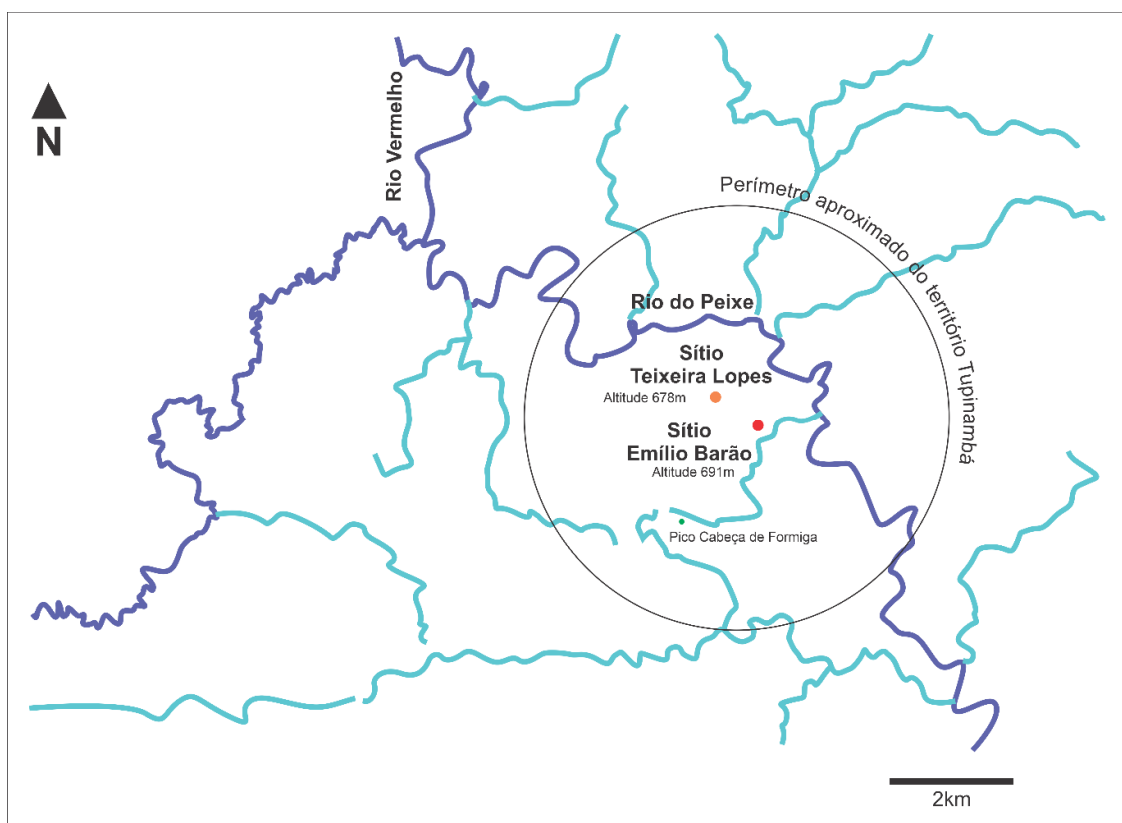 N
Rio Vermelho
Perímetro aproximado do território Tupinambá
Rio do Peixe
Sítio
Teixeira Lopes
Altitude 678m
Sítio
Emílio Barão
Altitude 691m
Pico Cabeça de Formiga
2km